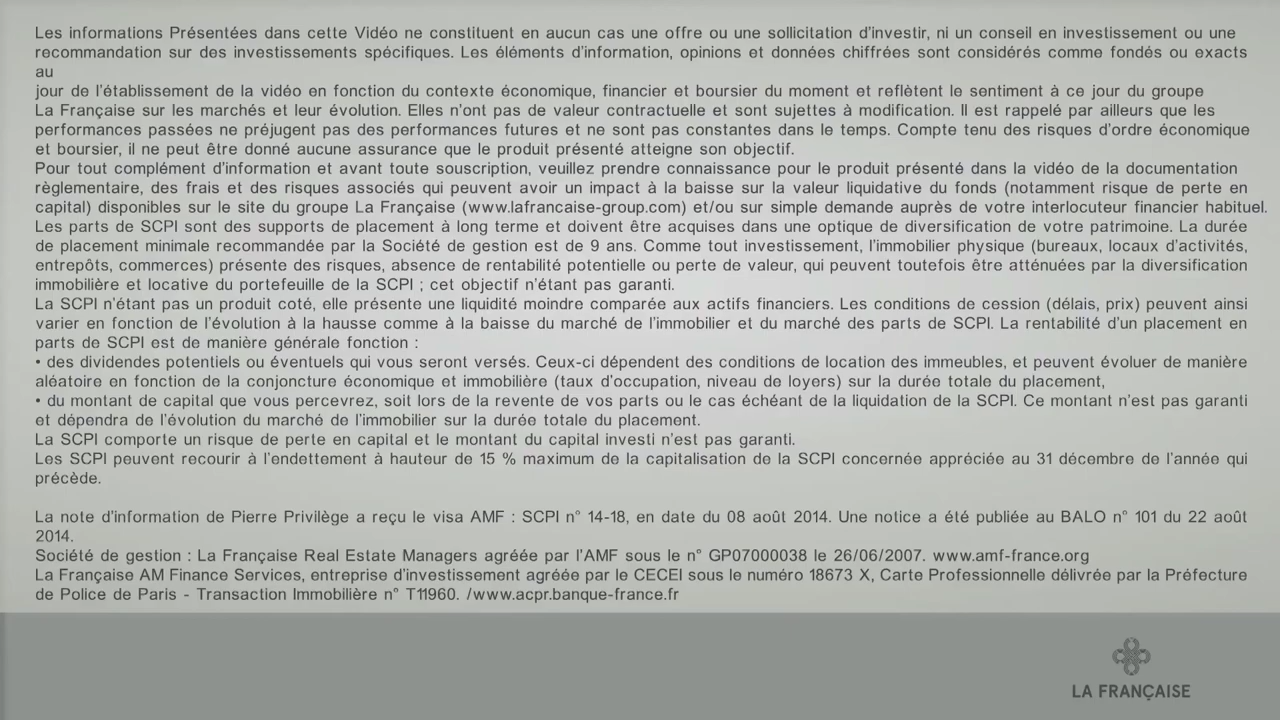 Les informations Présentées dans cette Vidéo ne constituent en aucun cas une offre ou une sollicitation d'investir, ni un conseil en investissement ou une
recommandation sur des investissements spécifiques. Les éléments d'information, opinions et données chiffrées sont considérés comme fondés ou exacts
au
jour de l'établissement de la vidéo en fonction du contexte économique, financier et boursier du moment et reflètent le sentiment à ce jour du groupe
La Française sur les marchés et leur évolution. Elles n'ont pas de valeur contractuelle et sont sujettes à modification. Il est rappelé par ailleurs que les
performances passées ne préjugent pas des performances futures et ne sont pas constantes dans le temps. Compte tenu des risques d'ordre économique
et boursier, il ne peut être donné aucune assurance que le produit présenté atteigne son objectif.
Pour tout complément d'information et avant toute souscription, veuillez prendre connaissance pour le produit présenté dans la vidéo de la documentation
règlementaire, des frais et des risques associés qui peuvent avoir un impact à la baisse sur la valeur liquidative du fonds (notamment risque de perte en
capital) disponibles sur le site du groupe La Française (www.lafrancaise-group.com) et/ou sur simple demande auprès de votre interlocuteur financier habituel.
Les parts de SCPI sont des supports de placement à long terme et doivent être acquises dans une optique de diversification de votre patrimoine. La durée
de placement minimale recommandée par la Société de gestion est de 9 ans. Comme tout investissement, l'immobilier physique (bureaux, locaux d'activités,
entrepôts, commerces) présente des risques, absence de rentabilité potentielle ou perte de valeur, qui peuvent toutefois être atténuées par la diversification
immobilière et locative du portefeuille de la SCPI ; cet objectif n'étant pas garanti.
La SCPI n'étant pas un produit coté, elle présente une liquidité moindre comparée aux actifs financiers. Les conditions de cession (délais, prix) peuvent ainsi
varier en fonction de l'évolution à la hausse comme à la baisse du marché de l'immobilier et du marché des parts de SCPI. La rentabilité d'un placement en
parts de SCPI est de manière générale fonction :
• des dividendes potentiels ou éventuels qui vous seront versés. Ceux-ci dépendent des conditions de location des immeubles, et peuvent évoluer de manière
aléatoire en fonction de la conjoncture économique et immobilière (taux d'occupation, niveau de loyers) sur la durée totale du placement,
• du montant de capital que vous percevrez, soit lors de la revente de vos parts ou le cas échéant de la liquidation de la SCPI. Ce montant n'est pas garanti
et dépendra de l'évolution du marché de l'immobilier sur la durée totale du placement.
La SCPI comporte un risque de perte en capital et le montant du capital investi n'est pas garanti.
Les SCPI peuvent recourir à l'endettement à hauteur de 15 % maximum de la capitalisation de la SCPI concernée appréciée au 31 décembre de l'année qui
précède.
La note d'information de Pierre Privilège a reçu le visa AMF : SCPI n° 14-18, en date du 08 août 2014. Une notice a été publiée au BALO n° 101 du 22 août
2014.
Société de gestion : La Française Real Estate Managers agréée par l'AMF sous le n° GP07000038 le 26/06/2007. www.amf-france.org
La Française AM Finance Services, entreprise d'investissement agréée par le CECEI sous le numéro 18673 X, Carte Professionnelle délivrée par la Préfecture
de Police de Paris - Transaction Immobilière n° T11960. /www.acpr.banque-france.fr
LA FRANÇAISE